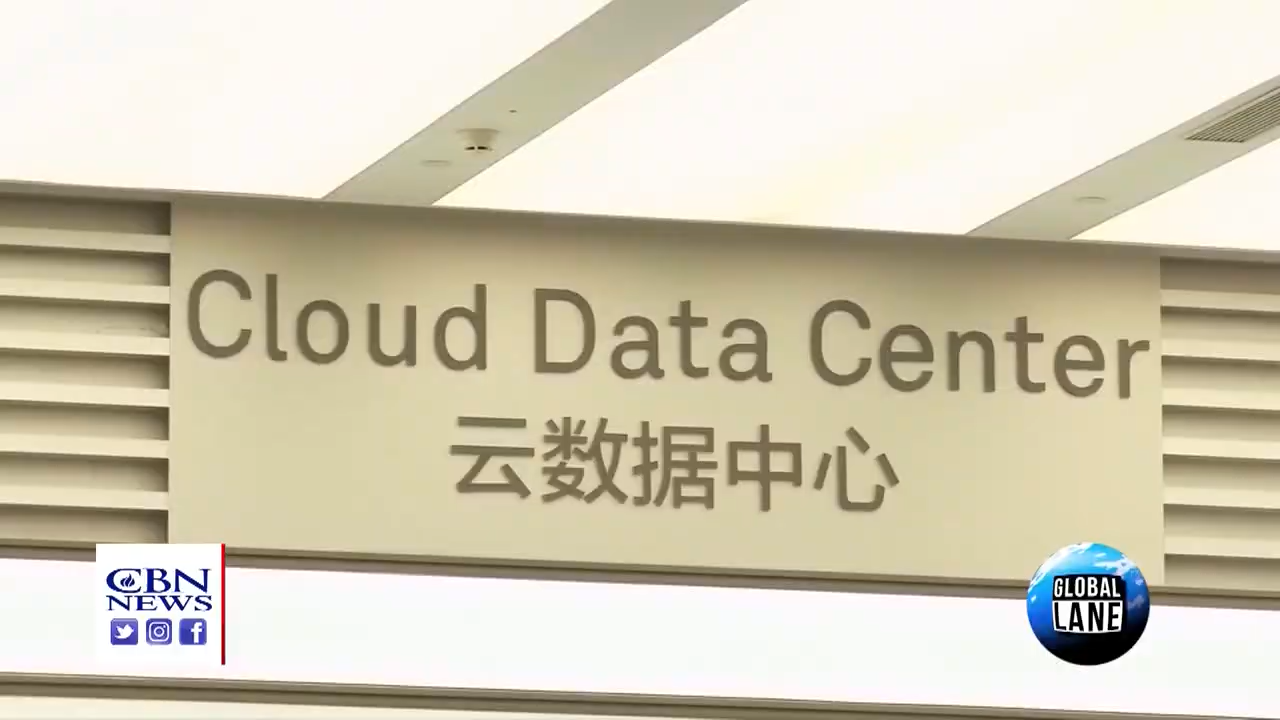 Cloud Data Center
云数据中心
CBN
NEWS
GLOBAL
LANE